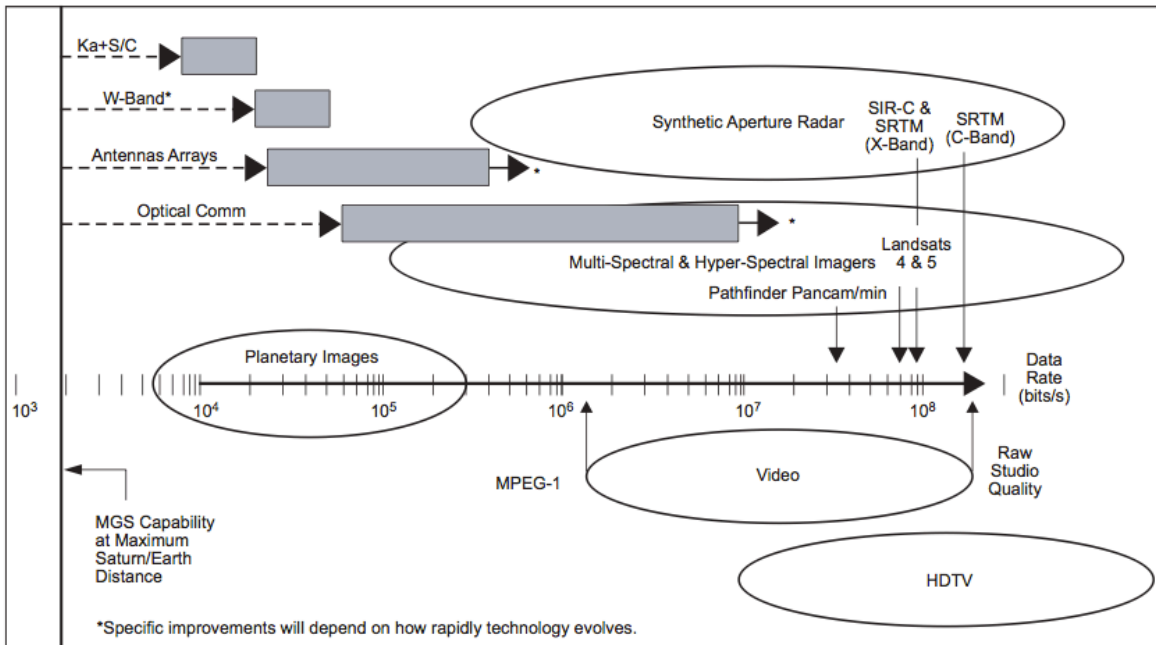 Ka+S/C
W-Band*
Antennas Arrays
*
Optical Comm
*
Synthetic Aperture Radar
SIR-C &
SRTM
(X-Band)
SRTM
(C-Band)
Multi-Spectral & Hyper-Spectral Imagers
Landsats
4 & 5
Pathfinder Pancam/min
Planetary Images
Data
Rate
(bits/s)
10³
10⁴
10⁵
10⁶
10⁷
10⁸
MPEG-1
Video
Raw
Studio
Quality
MGS Capability
at Maximum
Saturn/Earth
Distance
HDTV
*Specific improvements will depend on how rapidly technology evolves.